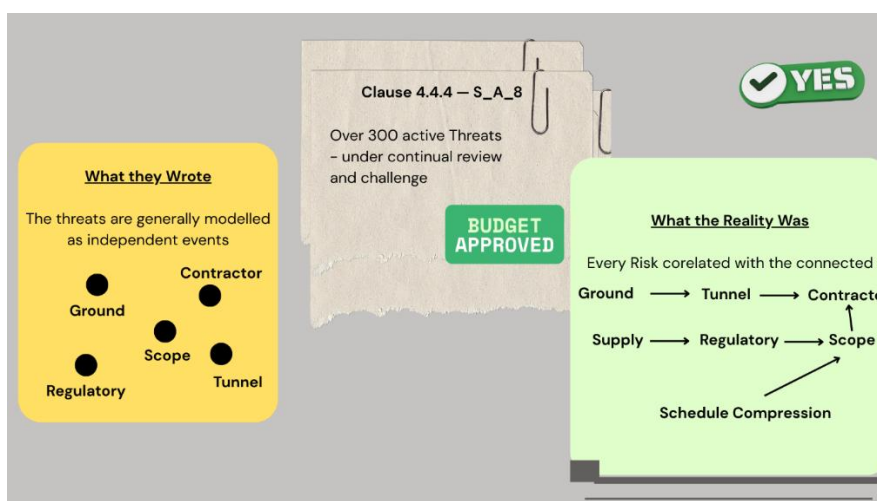 Clause 4.4.4 — S_A_8
Over 300 active Threats
- under continual review
and challenge
BUDGET
APPROVED
YES
What they Wrote
The threats are generally modelled
as independent events
Contractor
Ground
Scope
Tunnel
Regulatory
What the Reality Was
Every Risk corelated with the connected
Ground Tunnel Contracto
Supply Regulatory Scope
Schedule Compression